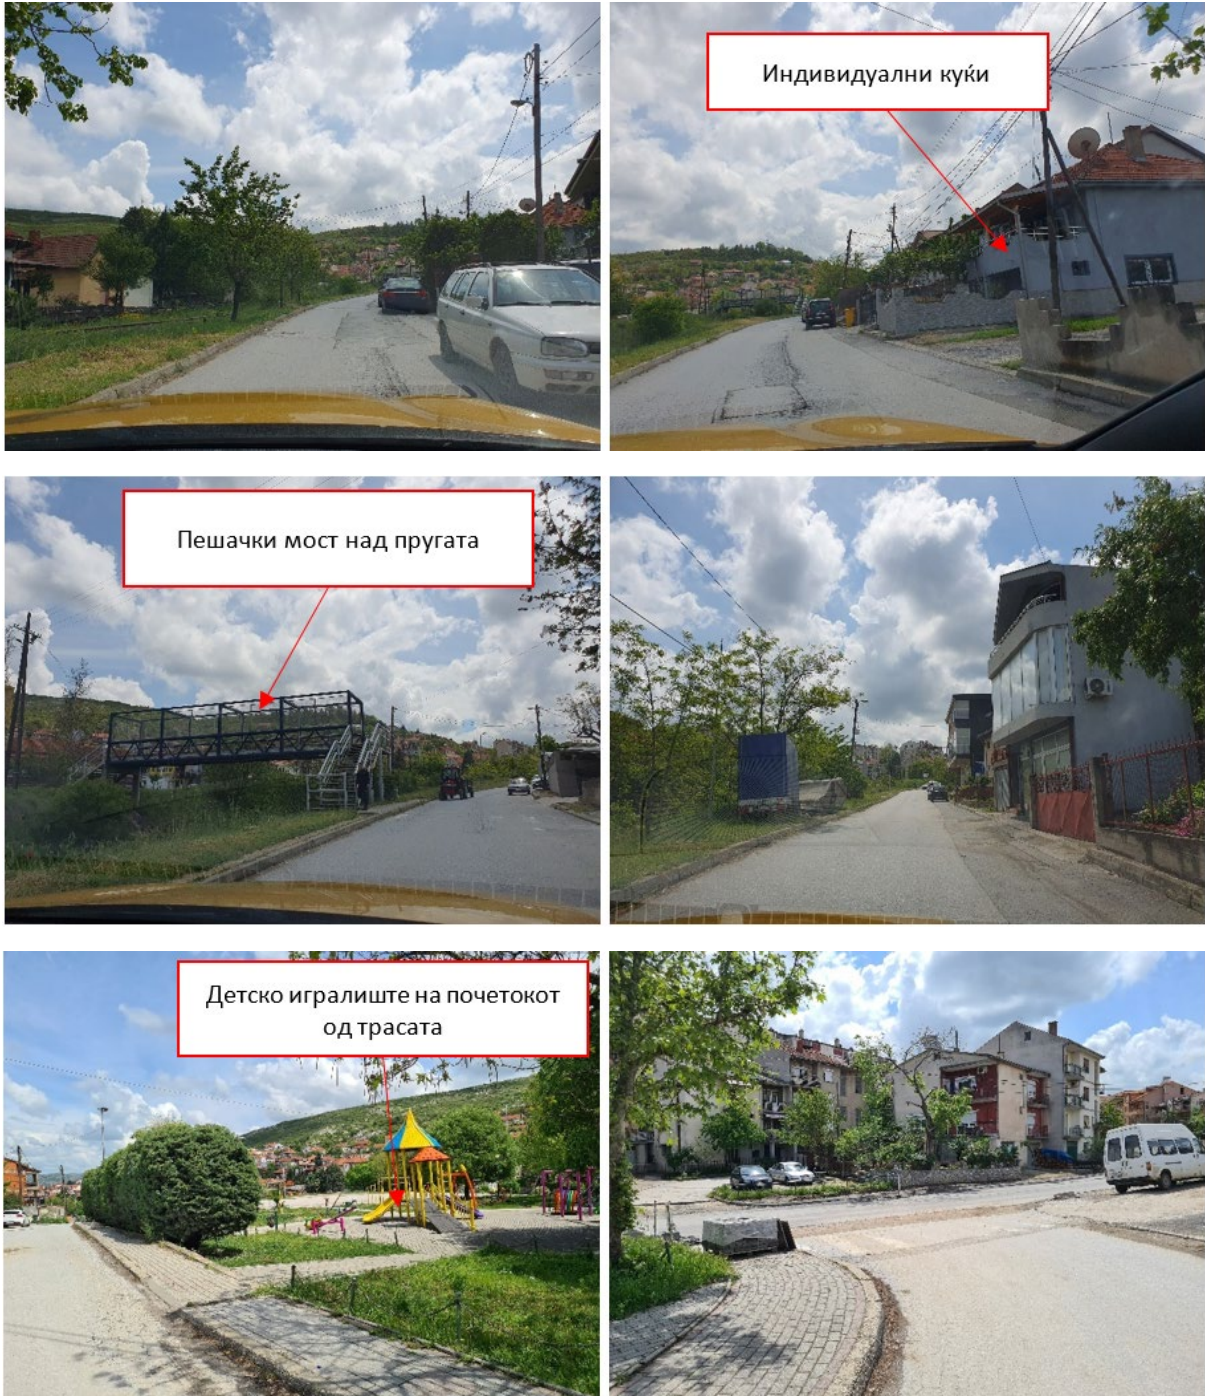 Индивидуални куќи
Пешачки мост над пругата
Детско игралиште на почетокот
од трасата